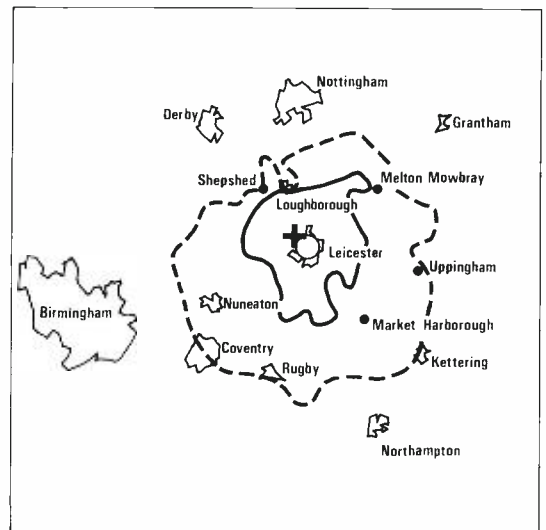 Nottingham
Derby
Grantham
Shepshed
Melton Mowbray
Loughborough
Leicester
Uppingham
Nuneaton
Birmingham
Market Harborough
Coventry
Rugby
Kettering
Northampton